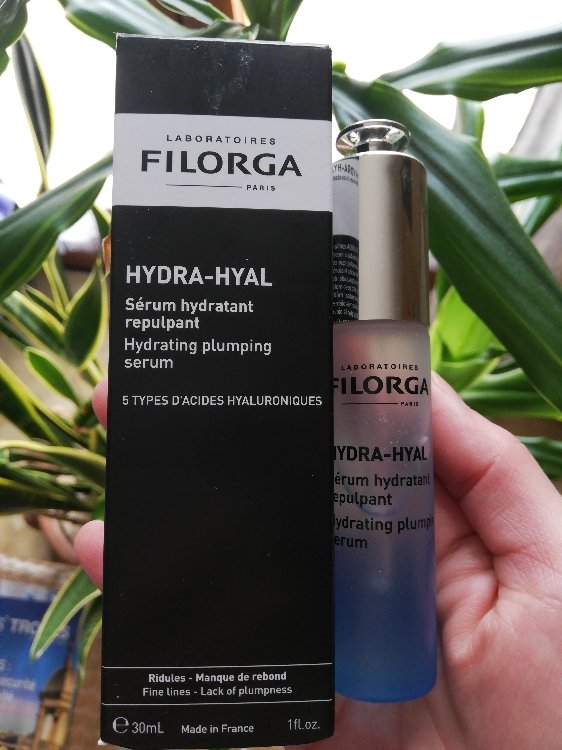 LABORATOIRES
FILORGA
PARIS
HYDRA-HYAL
Sérum hydratant
repulpant
Hydrating plumping
serum
5 TYPES D'ACIDES HYALURONIQUES
Ridules - Manque de rebond
Fine lines - Lack of plumpness
℮ 30mL Made in France 1fl.oz.
LABORATOIRES
FILORGA
PARIS
HYDRA-HYAL
érum hydratant
epulpant
ydrating plumpin
erum